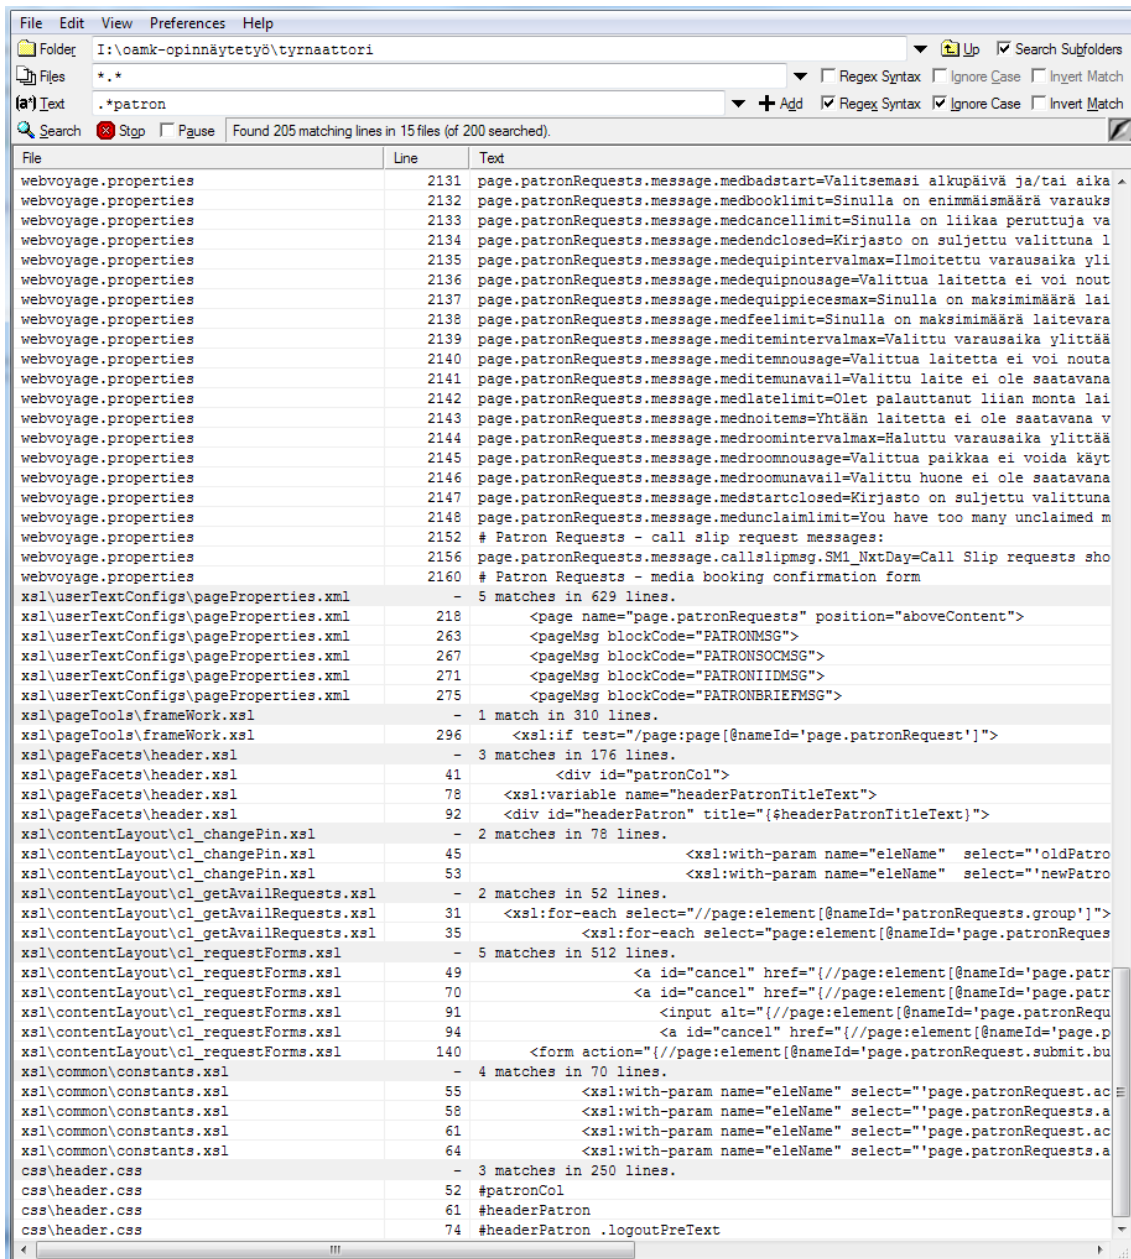 File Edit View Preferences Help
Folder I:\oamk-opinnäytetyö\tyrnaattori Up Search Subfolders
Files *.* Regex Syntax Ignore Case Invert Match
(a*) Text .*patron Add Regex Syntax Ignore Case Invert Match
Search Stop Pause Found 205 matching lines in 15 files (of 200 searched).
File Line Text
webvoyage.properties 2131 page.patronRequests.message.medbadstart=Valitsemasi alkupäivä ja/tai aika
webvoyage.properties 2132 page.patronRequests.message.medbooklimit=Sinulla on enimmäismäärä varauks
webvoyage.properties 2133 page.patronRequests.message.medcancellimit=Sinulla on liikaa peruttuja va
webvoyage.properties 2134 page.patronRequests.message.medendclosed=Kirjasto on suljettu valittuna l
webvoyage.properties 2135 page.patronRequests.message.medequipintervalmax=Ilmoitettu varausaika yli
webvoyage.properties 2136 page.patronRequests.message.medequipnousage=Valittua laitetta ei voi nout
webvoyage.properties 2137 page.patronRequests.message.medequippiecesmax=Sinulla on maksimimäärä lai
webvoyage.properties 2138 page.patronRequests.message.medfeelimit=Sinulla on maksimimäärä laitevara
webvoyage.properties 2139 page.patronRequests.message.meditemintervalmax=Valittu varausaika ylittää
webvoyage.properties 2140 page.patronRequests.message.meditemnousage=Valittua laitetta ei voi nouta
webvoyage.properties 2141 page.patronRequests.message.meditemunavail=Valittu laite ei ole saatavana
webvoyage.properties 2142 page.patronRequests.message.medlatelimit=Olet palauttanut liian monta lai
webvoyage.properties 2143 page.patronRequests.message.mednoitems=Yhtään laitetta ei ole saatavana v
webvoyage.properties 2144 page.patronRequests.message.medroomintervalmax=Haluttu varausaika ylittää
webvoyage.properties 2145 page.patronRequests.message.medroomnousage=Valittua paikkaa ei voida käyt
webvoyage.properties 2146 page.patronRequests.message.medroomunavail=Valittu huone ei ole saatavana
webvoyage.properties 2147 page.patronRequests.message.medstartclosed=Kirjasto on suljettu valittuna
webvoyage.properties 2148 page.patronRequests.message.medunclaimlimit=You have too many unclaimed m
webvoyage.properties 2152 # Patron Requests - call slip request messages:
webvoyage.properties 2156 page.patronRequests.message.callslipmsg.SM1_NxtDay=Call Slip requests sho
webvoyage.properties 2160 # Patron Requests - media booking confirmation form
xsl\userTextConfigs\pageProperties.xml - 5 matches in 629 lines.
xsl\userTextConfigs\pageProperties.xml 218 <page name="page.patronRequests" position="aboveContent">
xsl\userTextConfigs\pageProperties.xml 263 <pageMsg blockCode="PATRONMSG">
xsl\userTextConfigs\pageProperties.xml 267 <pageMsg blockCode="PATRONSOCMSG">
xsl\userTextConfigs\pageProperties.xml 271 <pageMsg blockCode="PATRONIIDMSG">
xsl\userTextConfigs\pageProperties.xml 275 <pageMsg blockCode="PATRONBRIEFMSG">
xsl\pageTools\frameWork.xsl - 1 match in 310 lines.
xsl\pageTools\frameWork.xsl 296 <xsl:if test="/page:page[@nameId='page.patronRequest']">
xsl\pageFacets\header.xsl - 3 matches in 176 lines.
xsl\pageFacets\header.xsl 41 <div id="patronCol">
xsl\pageFacets\header.xsl 78 <xsl:variable name="headerPatronTitleText">
xsl\pageFacets\header.xsl 92 <div id="headerPatron" title="{$headerPatronTitleText}">
xsl\contentLayout\cl_changePin.xsl - 2 matches in 78 lines.
xsl\contentLayout\cl_changePin.xsl 45 <xsl:with-param name="eleName" select="'oldPatro
xsl\contentLayout\cl_changePin.xsl 53 <xsl:with-param name="eleName" select="'newPatro
xsl\contentLayout\cl_getAvailRequests.xsl - 2 matches in 52 lines.
xsl\contentLayout\cl_getAvailRequests.xsl 31 <xsl:for-each select="//page:element[@nameId='patronRequests.group']">
xsl\contentLayout\cl_getAvailRequests.xsl 35 <xsl:for-each select="page:element[@nameId='page.patronReques
xsl\contentLayout\cl_requestForms.xsl - 5 matches in 512 lines.
xsl\contentLayout\cl_requestForms.xsl 49 <a id="cancel" href="{//page:element[@nameId='page.patr
xsl\contentLayout\cl_requestForms.xsl 70 <a id="cancel" href="{//page:element[@nameId='page.patr
xsl\contentLayout\cl_requestForms.xsl 91 <input alt="{//page:element[@nameId='page.patronRequ
xsl\contentLayout\cl_requestForms.xsl 94 <a id="cancel" href="{//page:element[@nameId='page.p
xsl\contentLayout\cl_requestForms.xsl 140 <form action="{//page:element[@nameId='page.patronRequest.submit.bu
xsl\common\constants.xsl - 4 matches in 70 lines.
xsl\common\constants.xsl 55 <xsl:with-param name="eleName" select="'page.patronRequest.ac
xsl\common\constants.xsl 58 <xsl:with-param name="eleName" select="'page.patronRequests.a
xsl\common\constants.xsl 61 <xsl:with-param name="eleName" select="'page.patronRequest.ac
xsl\common\constants.xsl 64 <xsl:with-param name="eleName" select="'page.patronRequests.a
css\header.css - 3 matches in 250 lines.
css\header.css 52 #patronCol
css\header.css 61 #headerPatron
css\header.css 74 #headerPatron .logoutPreText